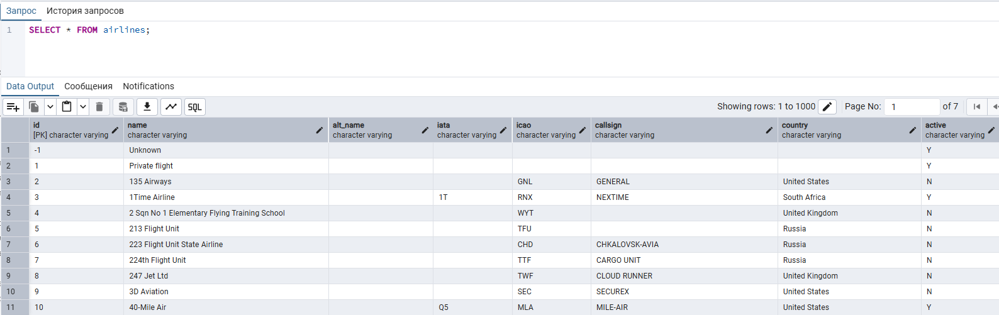 Запрос История запросов
1 SELECT * FROM airlines;
Data Output Сообщения Notifications
SQL Showing rows: 1 to 1000 Page No: 1 of 7
id name alt_name iata icao callsign country active
[PK] character varying character varying character varying character varying character varying character varying character varying character varying
1 -1 Unknown Y
2 1 Private flight Y
3 2 135 Airways GNL GENERAL United States N
4 3 1Time Airline 1T RNX NEXTIME South Africa Y
5 4 2 Sqn No 1 Elementary Flying Training School WYT United Kingdom N
6 5 213 Flight Unit TFU Russia N
7 6 223 Flight Unit State Airline CHD CHKALOVSK-AVIA Russia N
8 7 224th Flight Unit TTF CARGO UNIT Russia N
9 8 247 Jet Ltd TWF CLOUD RUNNER United Kingdom N
10 9 3D Aviation SEC SECUREX United States N
11 10 40-Mile Air Q5 MLA MILE-AIR United States Y